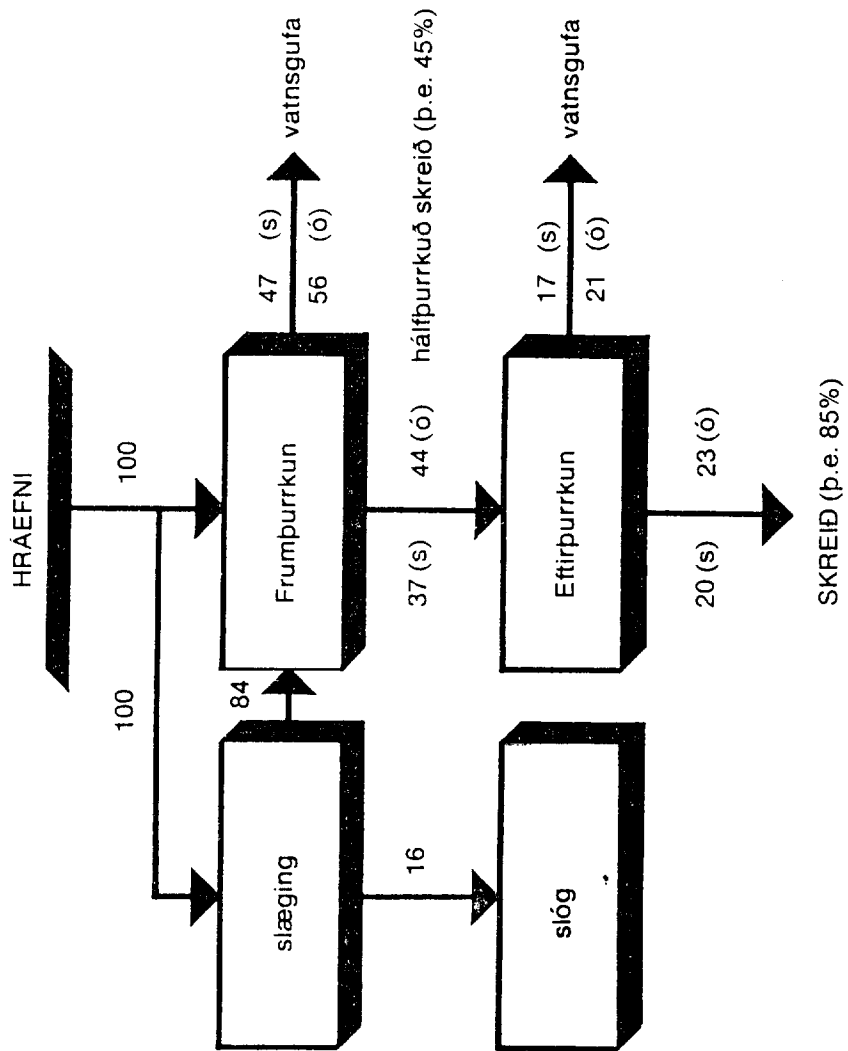 HRÁEFNI
100
100
slæging
84
Frumþurrkun
47 (s)
56 (ó)
vatnsgufa
16
37 (s)
44 (ó)
hálfþurrkuð skreið (þ.e. 45%)
slóg
Eftirþurrkun
17 (s)
21 (ó)
vatnsgufa
20 (s)
23 (ó)
SKREIÐ (þ.e. 85%)